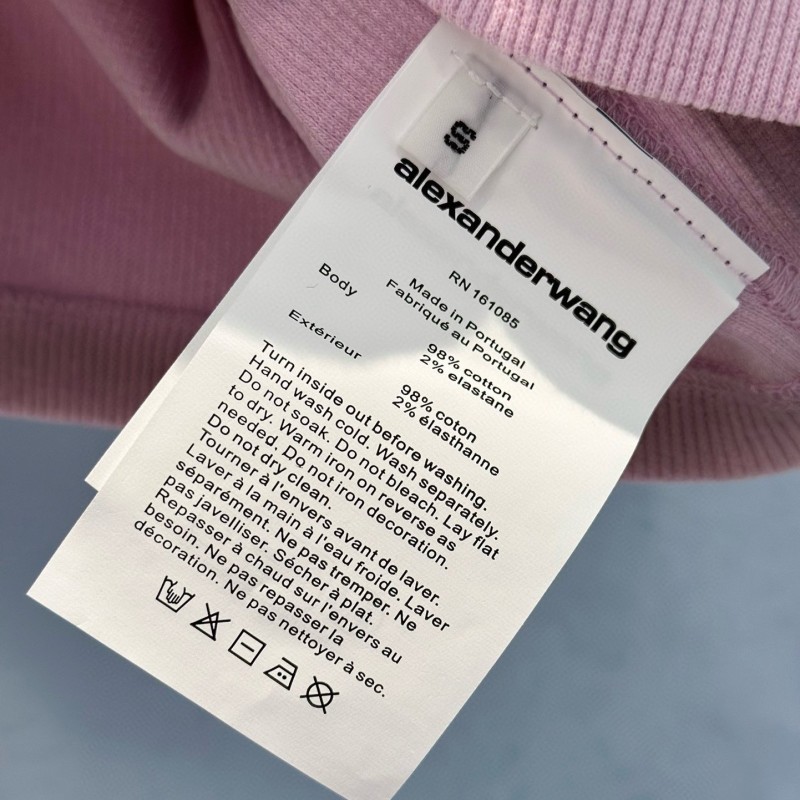 S
alexanderwang
RN 161085
Made in Portugal
Fabriqué au Portugal
Body
98% cotton
2% elastane
Extérieur
98% coton
2% élasthanne
Turn inside out before washing.
Hand wash cold. Wash separately.
Do not soak. Do not bleach. Lay flat
to dry. Warm iron on reverse as
needed. Do not iron decoration.
Do not dry clean.
Tourner à l'envers avant de laver.
Laver à la main à l'eau froide. Laver
séparément. Ne pas tremper. Ne
pas javelliser. Sécher à plat.
Repasser à chaud sur l'envers au
besoin. Ne pas repasser la
décoration. Ne pas nettoyer à sec.